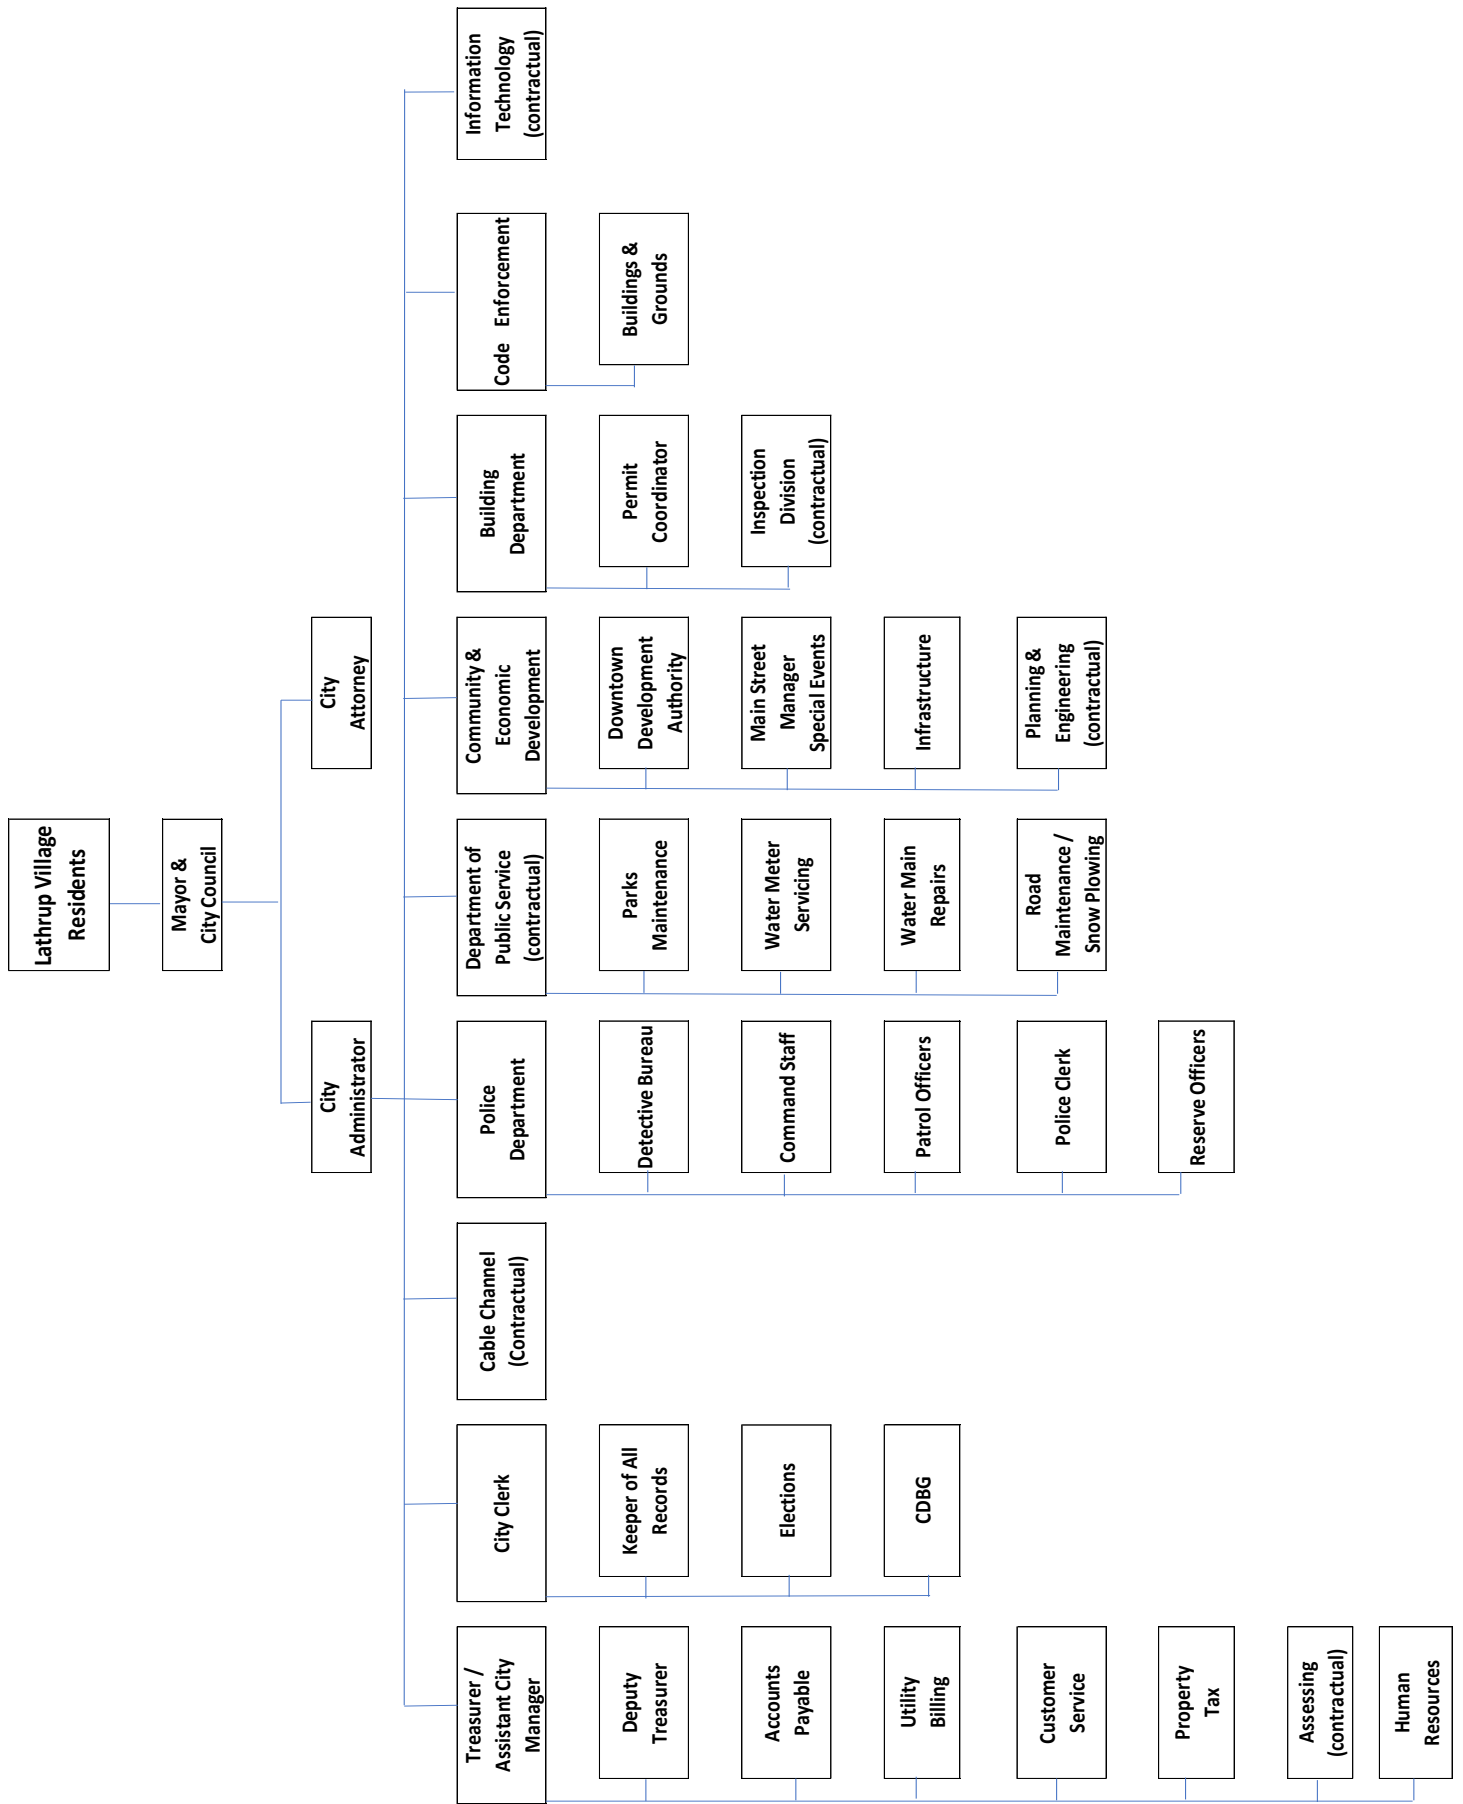 Lathrup Village
Residents
Mayor &
City Council
City
Administrator
City
Attorney
Treasurer /
Assistant City
Manager
Deputy
Treasurer
Accounts
Payable
Utility
Billing
Customer
Service
Property
Tax
Assessing
(contractual)
Human
Resources
City Clerk
Keeper of All
Records
Elections
CDBG
Cable Channel
(Contractual)
Police
Department
Detective Bureau
Command Staff
Patrol Officers
Police Clerk
Reserve Officers
Department of
Public Service
(contractual)
Parks
Maintenance
Water Meter
Servicing
Water Main
Repairs
Road
Maintenance /
Snow Plowing
Community &
Economic
Development
Downtown
Development
Authority
Main Street
Manager
Special Events
Infrastructure
Planning &
Engineering
(contractual)
Building
Department
Permit
Coordinator
Inspection
Division
(contractual)
Code Enforcement
Buildings &
Grounds
Information
Technology
(contractual)